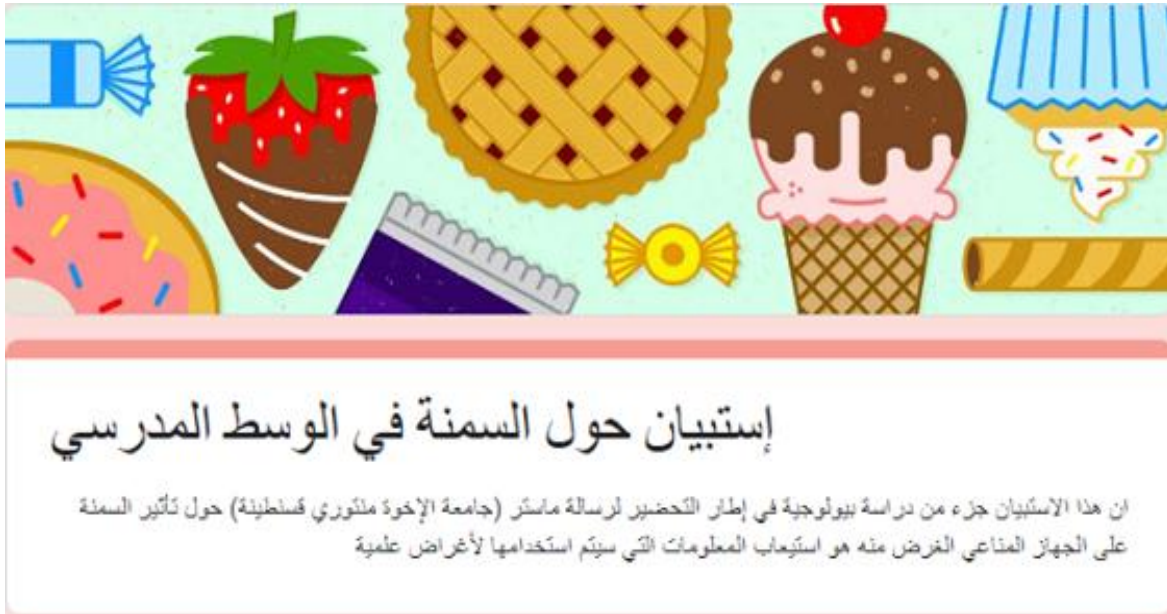 إستبيان حول السمنة في الوسط المدرسي
ان هذا الاستبيان جزء من دراسة بيولوجية في إطار التحضير لرسالة ماستر (جامعة الإخوة منتوري قسنطينة) حول تأثير السمنة
على الجهاز المناعي الغرض منه هو استيعاب المعلومات التي سيتم استخدامها لأغراض علمية